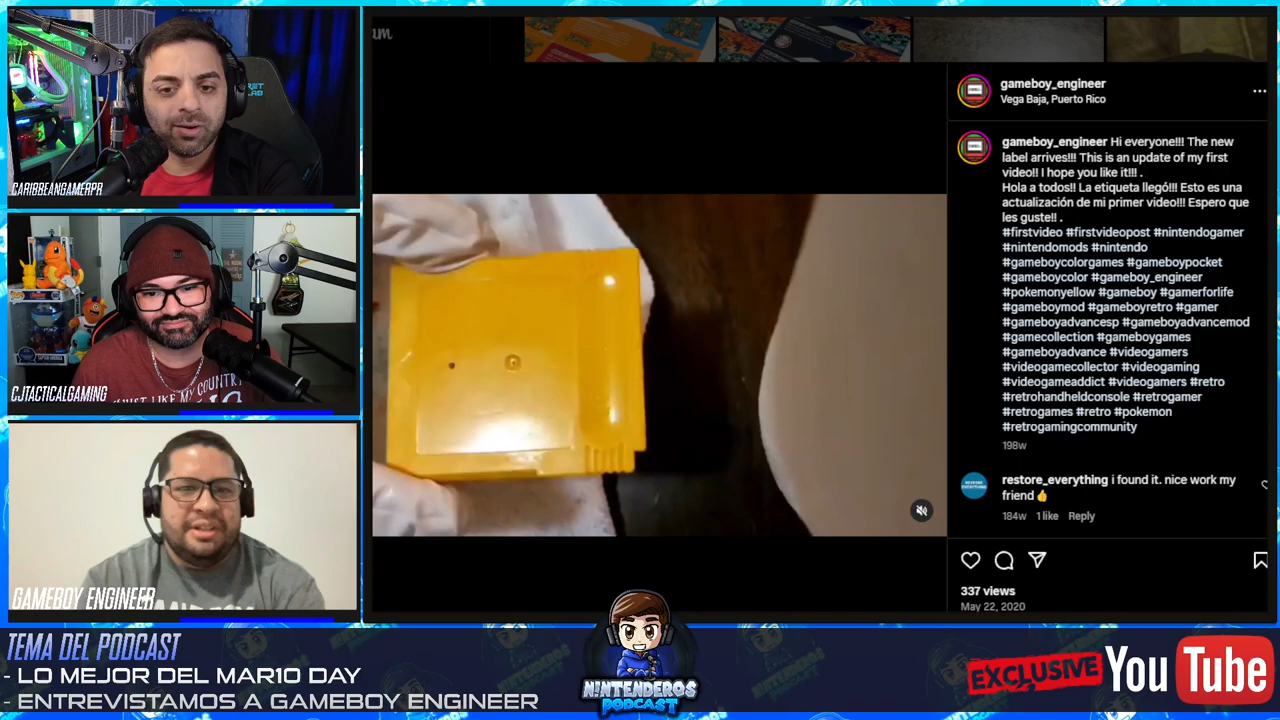 CARIBBEANGAMERPR
CJTACTICALGAMING
GAMEBOY ENGINEER
gameboy_engineer
Vega Baja, Puerto Rico
gameboy_engineer Hi everyone!!! The new
label arrives!!! This is an update of my first
video!! I hope you like it!!! .
Hola a todos!! La etiqueta llegó!!! Esto es una
actualización de mi primer video!!! Espero que
les guste!! .
#firstvideo #firstvideopost #nintendogamer
#nintendomods #nintendo
#gameboycolorgames #gameboypocket
#gameboycolor #gameboy_engineer
#pokemonyellow #gameboy #gamerforlife
#gameboymod #gameboyretro #gamer
#gameboyadvancesp #gameboyadvancemod
#gamecollection #gameboygames
#gameboyadvance #videogamers
#videogamecollector #videogaming
#videogameaddict #videogamers #retro
#retrohandheldconsole #retrogamer
#retrogames #retro #pokemon
#retrogamingcommunity
198w
restore_everything i found it. nice work my
friend👍
184w 1 like Reply
337 views
May 22, 2020
TEMA DEL PODCAST
- LO MEJOR DEL MAR10 DAY
- ENTREVISTAMOS A GAMEBOY ENGINEER
NINTENDEROS
PODCAST
EXCLUSIVE YouTube